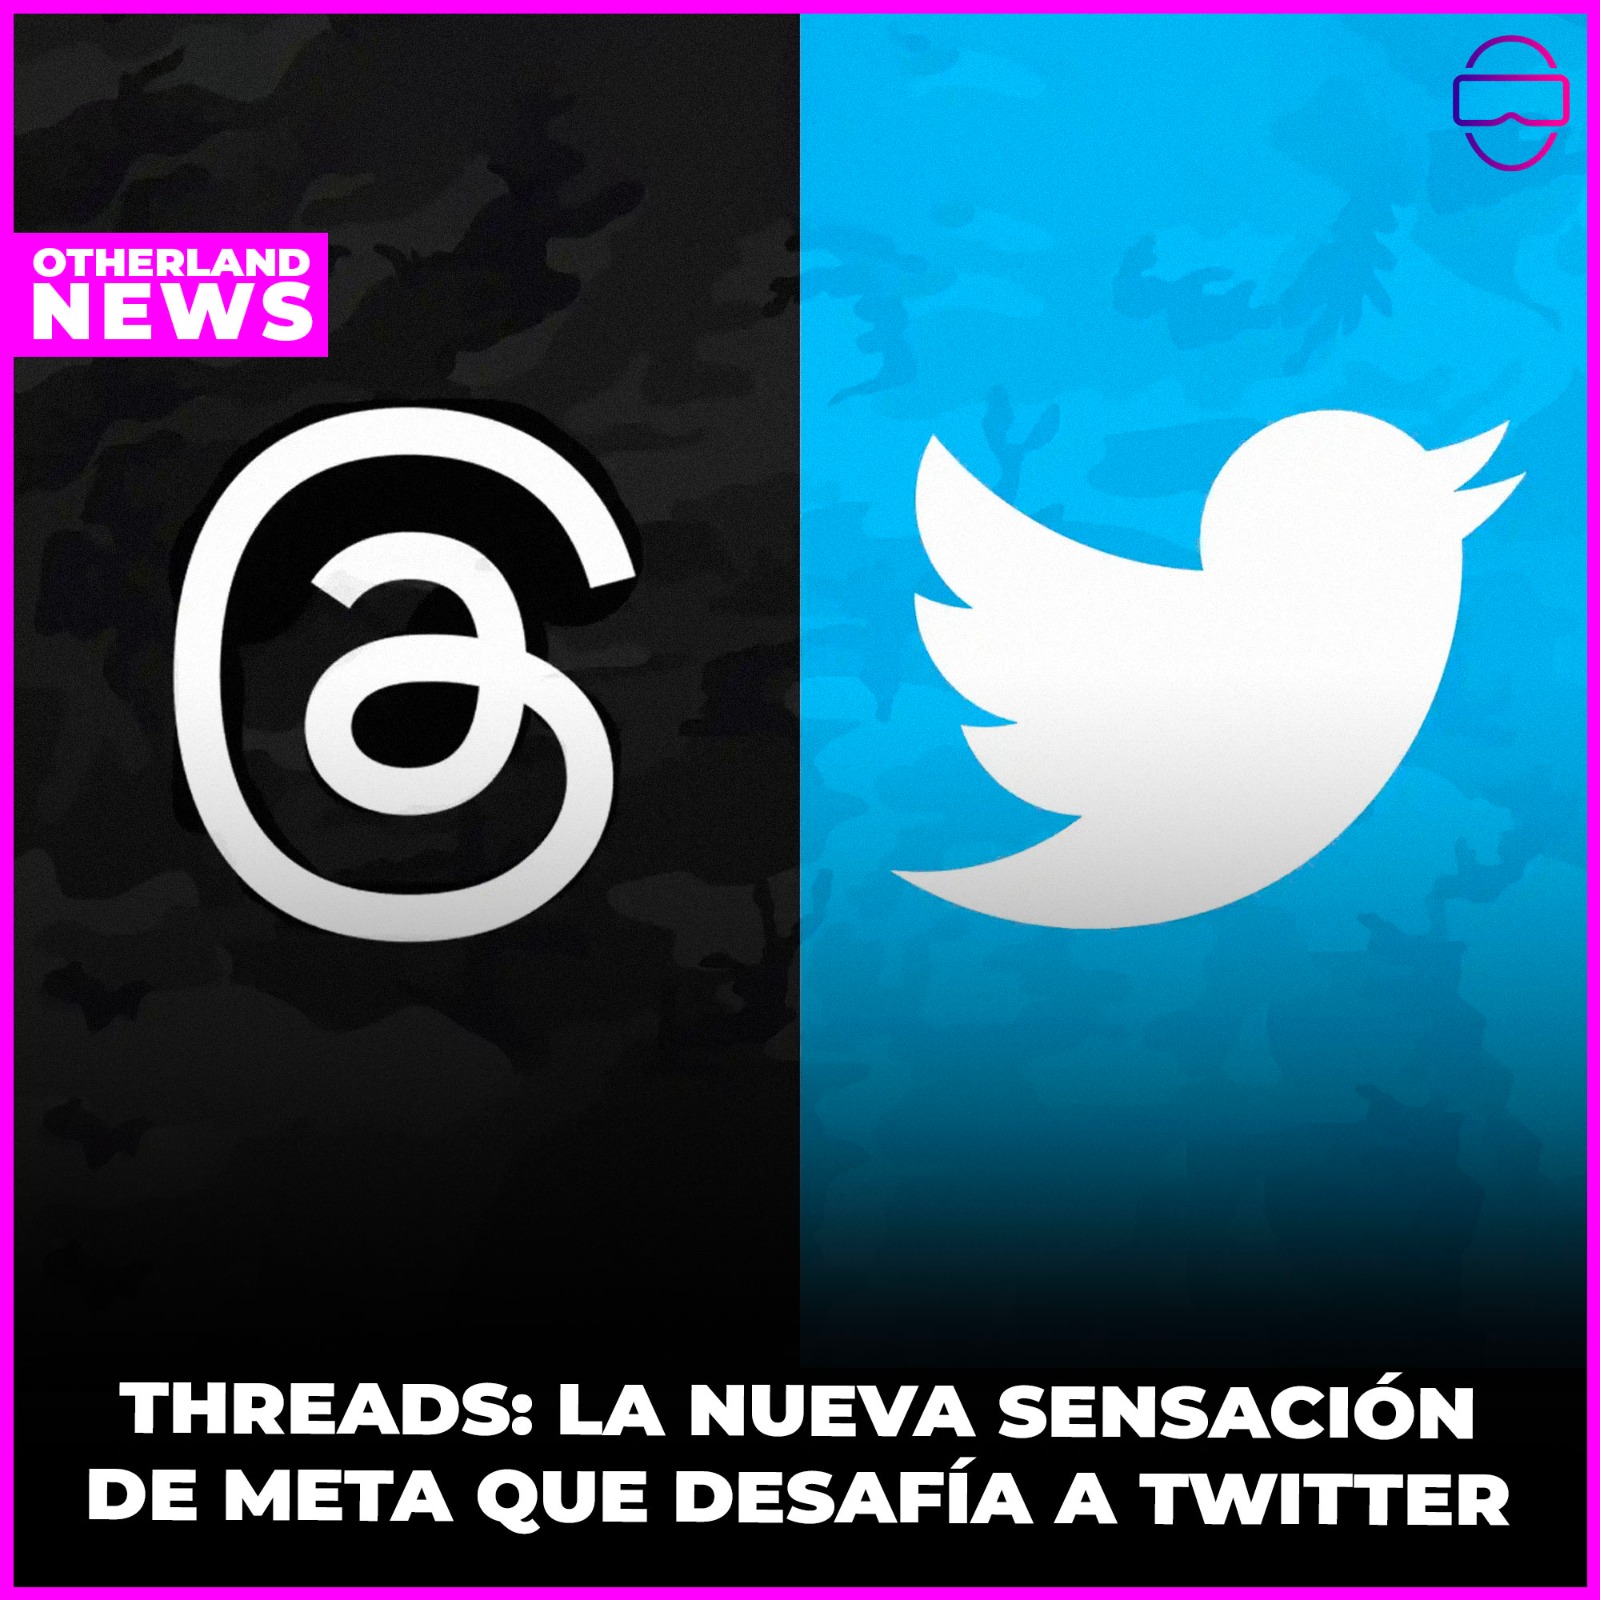 OTHERLAND
NEWS
THREADS: LA NUEVA SENSACIÓN
DE META QUE DESAFÍA A TWITTER